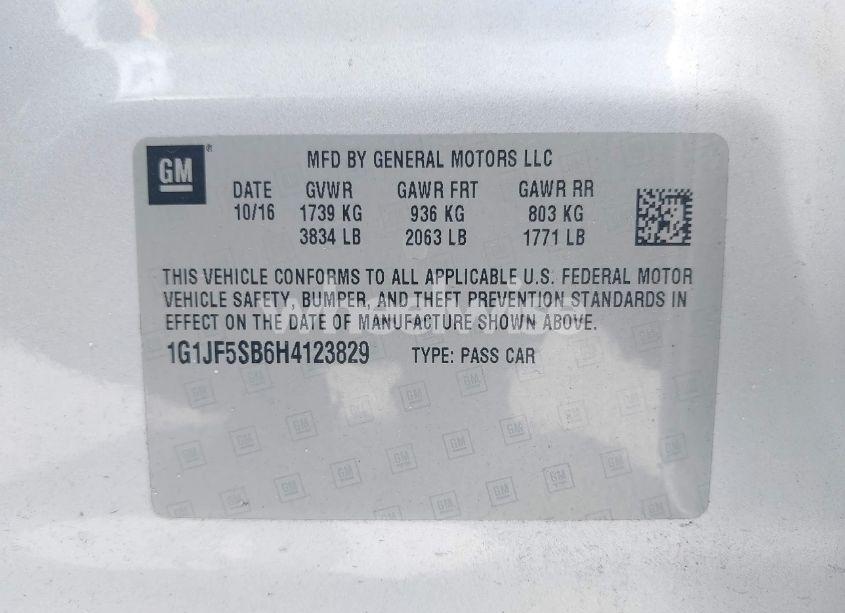 GM ®
MFD BY GENERAL MOTORS LLC
DATE GVWR GAWR FRT GAWR RR
10/16 1739 KG 936 KG 803 KG
3834 LB 2063 LB 1771 LB
THIS VEHICLE CONFORMS TO ALL APPLICABLE U.S. FEDERAL MOTOR
VEHICLE SAFETY, BUMPER, AND THEFT PREVENTION STANDARDS IN
EFFECT ON THE DATE OF MANUFACTURE SHOWN ABOVE.
1G1JF5SB6H4123829 TYPE: PASS CAR